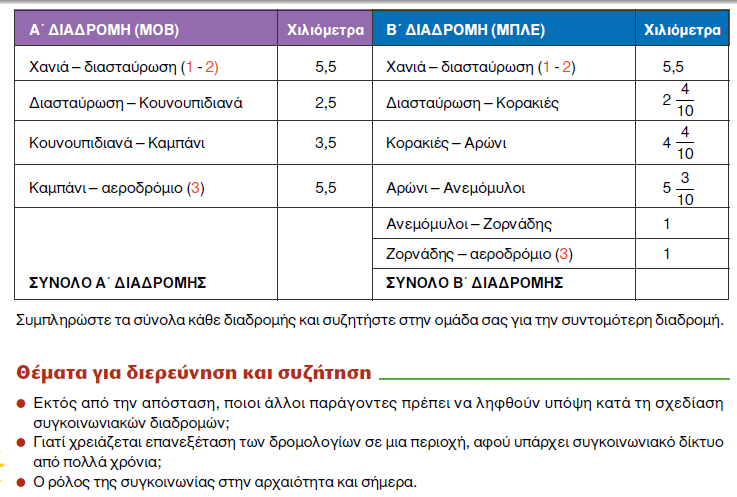 Α΄ ΔΙΑΔΡΟΜΗ (ΜΟΒ) Χιλιόμετρα Β΄ ΔΙΑΔΡΟΜΗ (ΜΠΛΕ) Χιλιόμετρα
Χανιά – διασταύρωση (1 - 2) 5,5 Χανιά – διασταύρωση (1 - 2) 5,5
Διασταύρωση – Κουνουπιδιανά 2,5 Διασταύρωση – Κορακιές 2 4/10
Κουνουπιδιανά – Καμπάνι 3,5 Κορακιές – Αρώνι 4 4/10
Καμπάνι – αεροδρόμιο (3) 5,5 Αρώνι – Ανεμόμυλοι 5 3/10
Ανεμόμυλοι – Ζορνάδης 1
Ζορνάδης – αεροδρόμιο (3) 1
ΣΥΝΟΛΟ Α΄ ΔΙΑΔΡΟΜΗΣ ΣΥΝΟΛΟ Β΄ ΔΙΑΔΡΟΜΗΣ
Συμπληρώστε τα σύνολα κάθε διαδρομής και συζητήστε στην ομάδα σας για την συντομότερη διαδρομή.
Θέματα για διερεύνηση και συζήτηση
● Εκτός από την απόσταση, ποιοι άλλοι παράγοντες πρέπει να ληφθούν υπόψη κατά τη σχεδίαση
συγκοινωνιακών διαδρομών;
● Γιατί χρειάζεται επανεξέταση των δρομολογίων σε μια περιοχή, αφού υπάρχει συγκοινωνιακό δίκτυο
από πολλά χρόνια;
● Ο ρόλος της συγκοινωνίας στην αρχαιότητα και σήμερα.